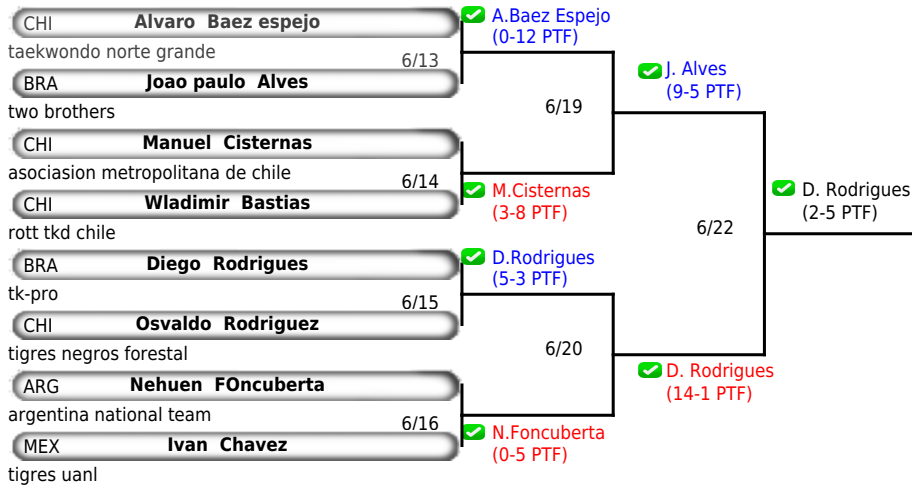 CHI Alvaro Baez espejo
taekwondo norte grande
6/13
BRA Joao paulo Alves
two brothers
CHI Manuel Cisternas
asociasion metropolitana de chile
6/14
CHI Wladimir Bastias
rott tkd chile
BRA Diego Rodrigues
tk-pro
6/15
CHI Osvaldo Rodriguez
tigres negros forestal
ARG Nehuen FOncuberta
argentina national team
6/16
MEX Ivan Chavez
tigres uanl
A.Baez Espejo
(0-12 PTF)
6/19
M.Cisternas
(3-8 PTF)
D.Rodrigues
(5-3 PTF)
6/20
N.Foncuberta
(0-5 PTF)
J. Alves
(9-5 PTF)
6/22
D. Rodrigues
(14-1 PTF)
D. Rodrigues
(2-5 PTF)